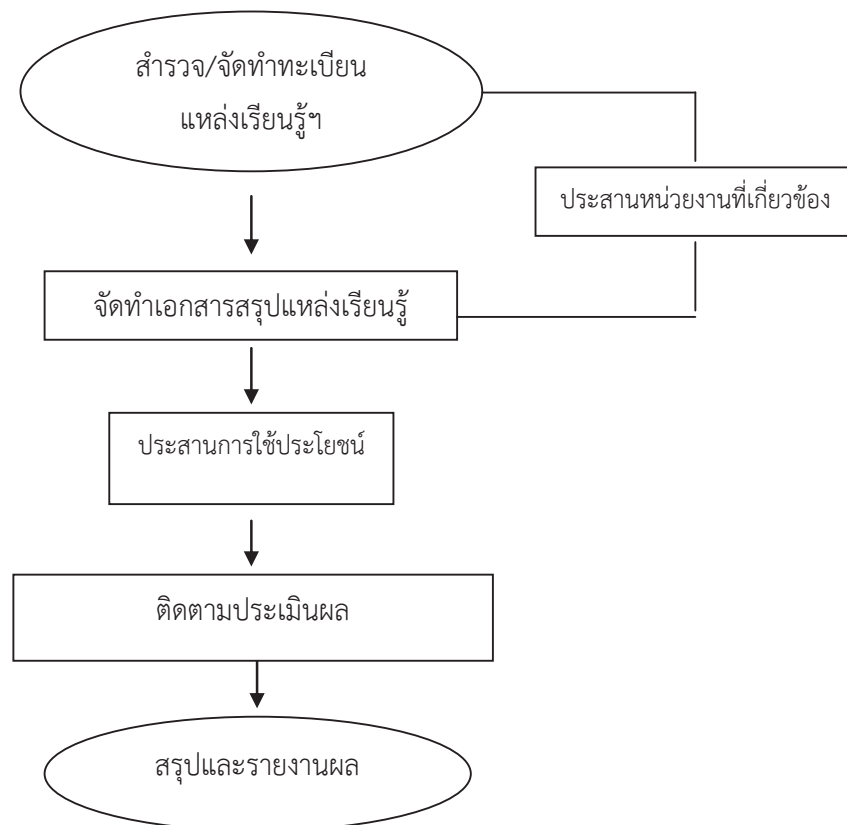 สำรวจ/จัดทำทะเบียน
แหล่งเรียนรู้ฯ
ประสานหน่วยงานที่เกี่ยวข้อง
จัดทำเอกสารสรุปแหล่งเรียนรู้
ประสานการใช้ประโยชน์
ติดตามประเมินผล
สรุปและรายงานผล